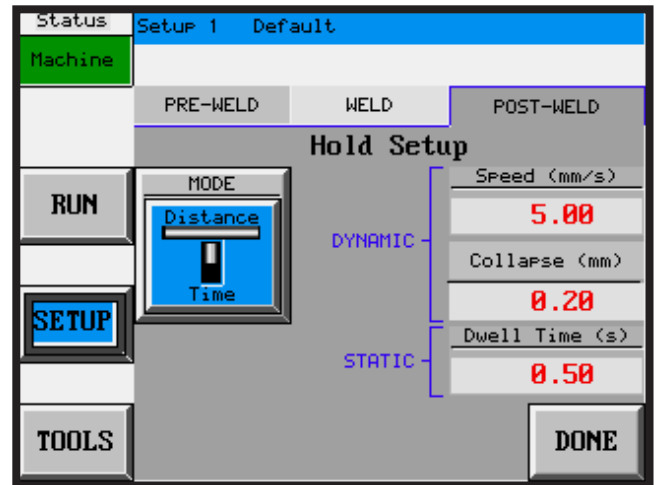 Status
Setup 1 Default
Machine
PRE-WELD
WELD
POST-WELD
Hold Setup
RUN
MODE
Distance
Time
DYNAMIC
Speed (mm/s)
5.00
Collapse (mm)
0.20
SETUP
STATIC
Dwell Time (s)
0.50
TOOLS
DONE